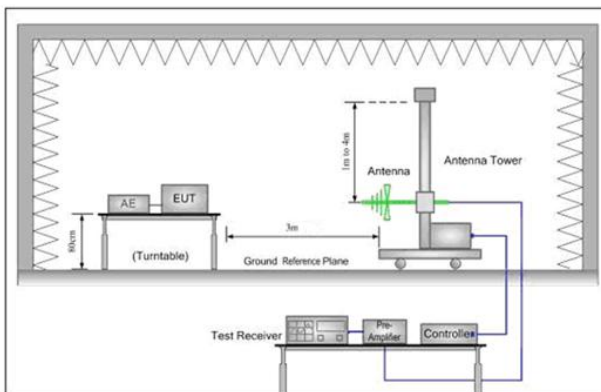 1m to 4m
Antenna
Antenna Tower
AE
EUT
80cm
(Turntable)
3m
Ground Reference Plane
Test Receiver
Pre-
Amplifier
Controller